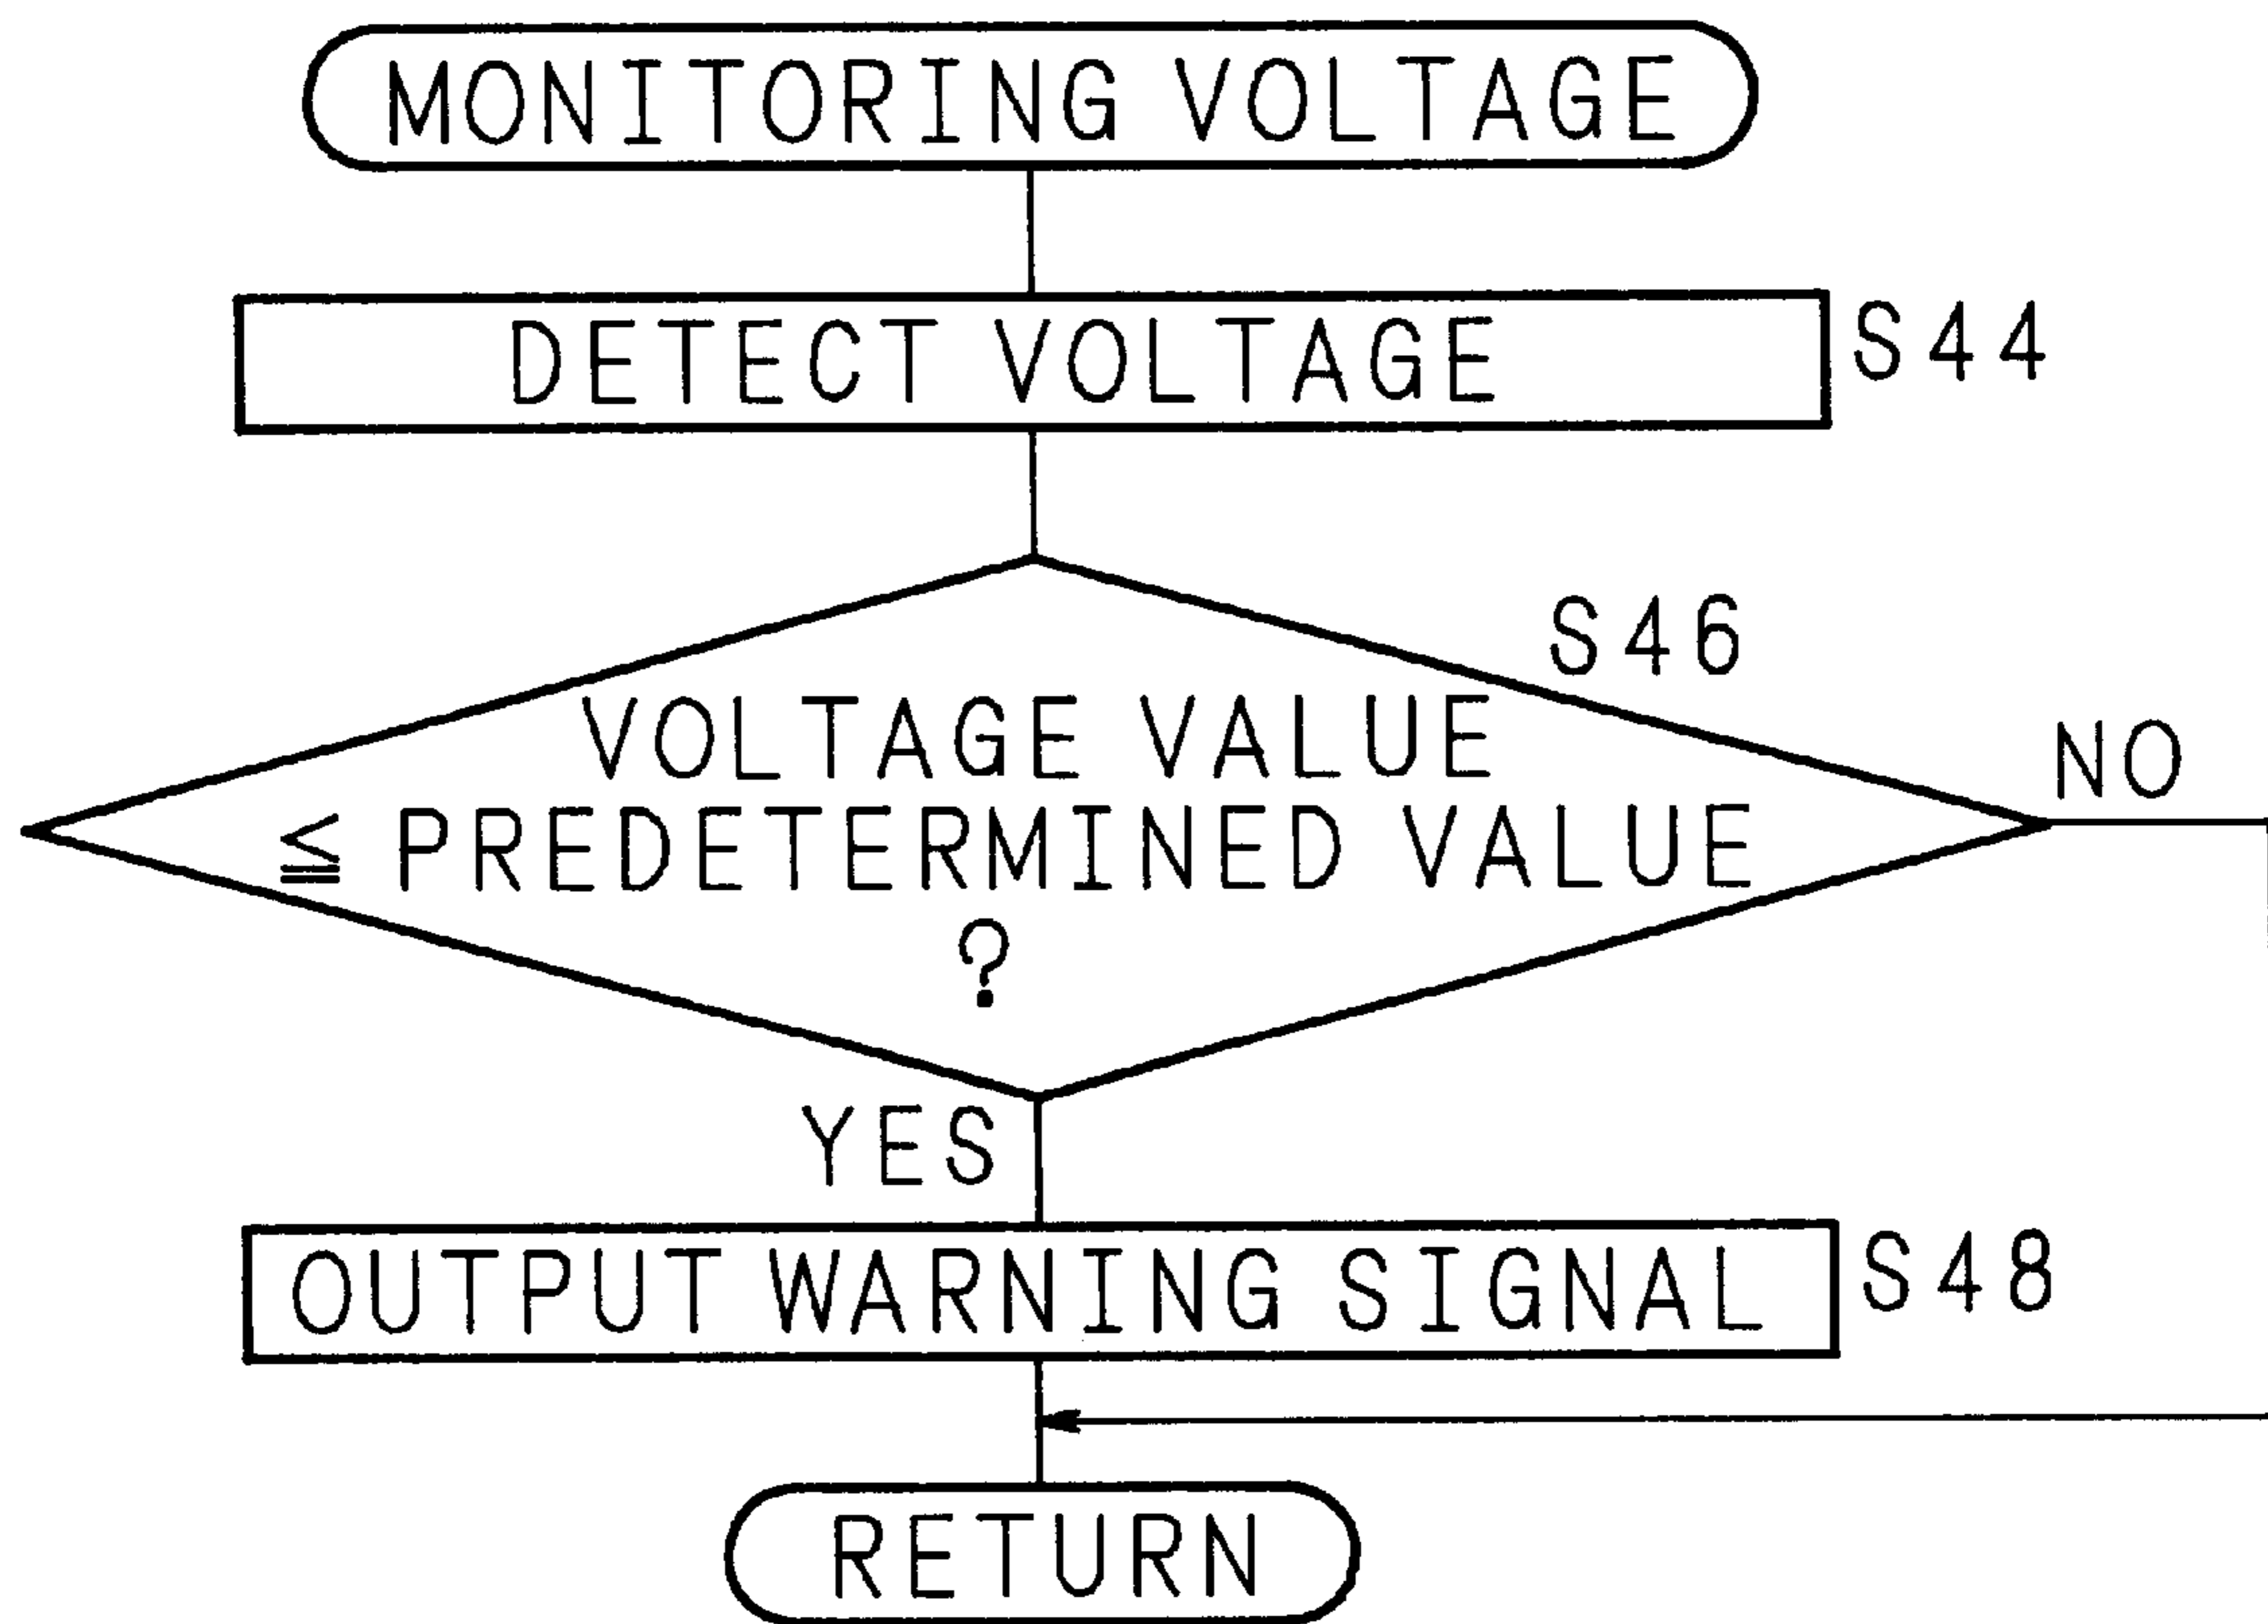 MONITORING VOLTAGE
DETECT VOLTAGE
S44
S46
VOLTAGE VALUE
≦ PREDETERMINED VALUE
?
NO
YES
OUTPUT WARNING SIGNAL
S48
RETURN